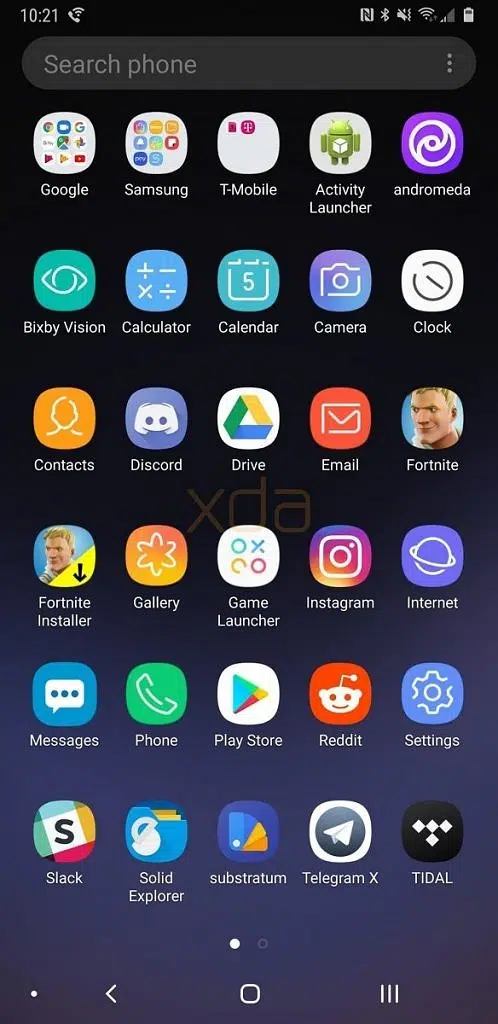 10:21
Search phone
Google Samsung T-Mobile Activity Launcher andromeda
Bixby Vision Calculator 5 Calendar Camera Clock
Contacts Discord Drive Email Fortnite
xda
Fortnite Installer Gallery Game Launcher Instagram Internet
Messages Phone Play Store Reddit Settings
S
Slack Solid Explorer substratum Telegram X TIDAL